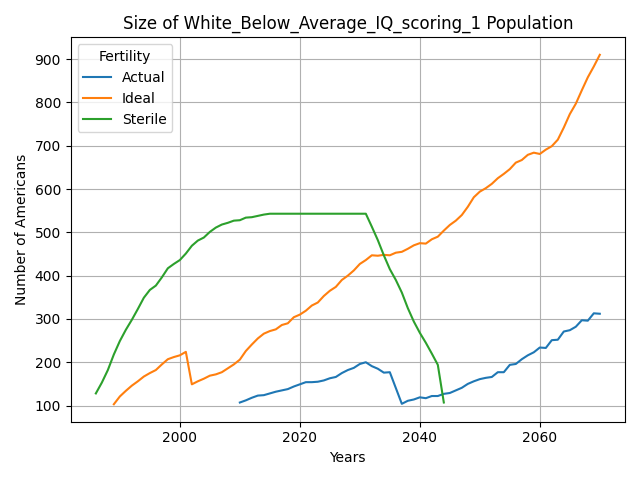 Size of White_Below_Average_IQ_scoring_1 Population
Fertility
Actual
Ideal
Sterile
Number of Americans
900
800
700
600
500
400
300
200
100
2000
2020
2040
2060
Years